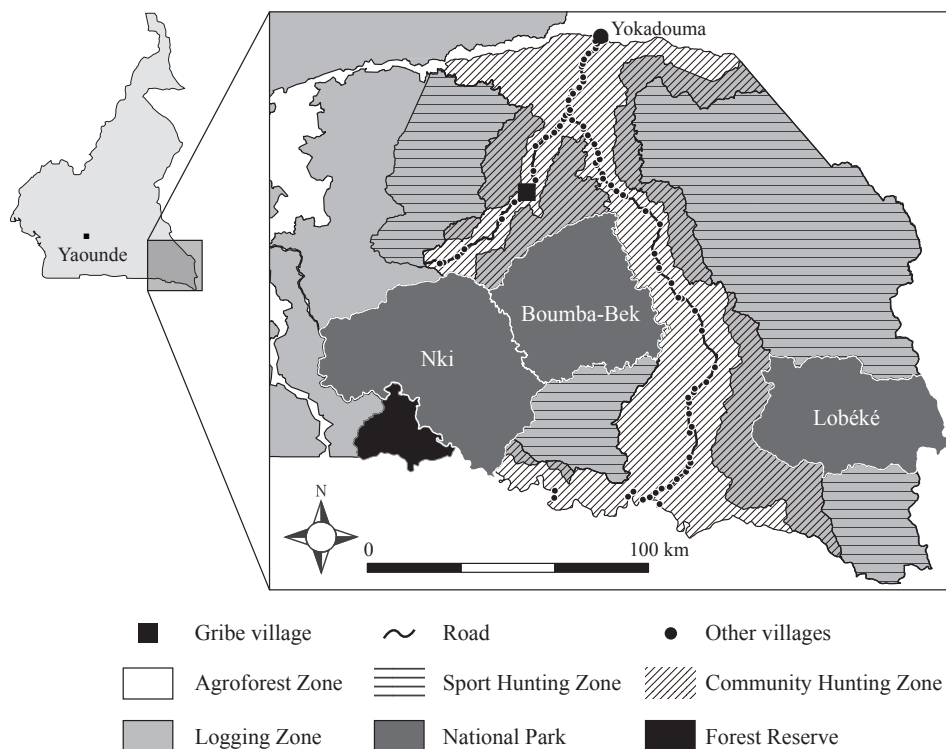 Yaounde
Yokadouma
Boumba-Bek
Nki
Lobéké
N
0 100 km
Gribe village Road Other villages
Agroforest Zone Sport Hunting Zone Community Hunting Zone
Logging Zone National Park Forest Reserve